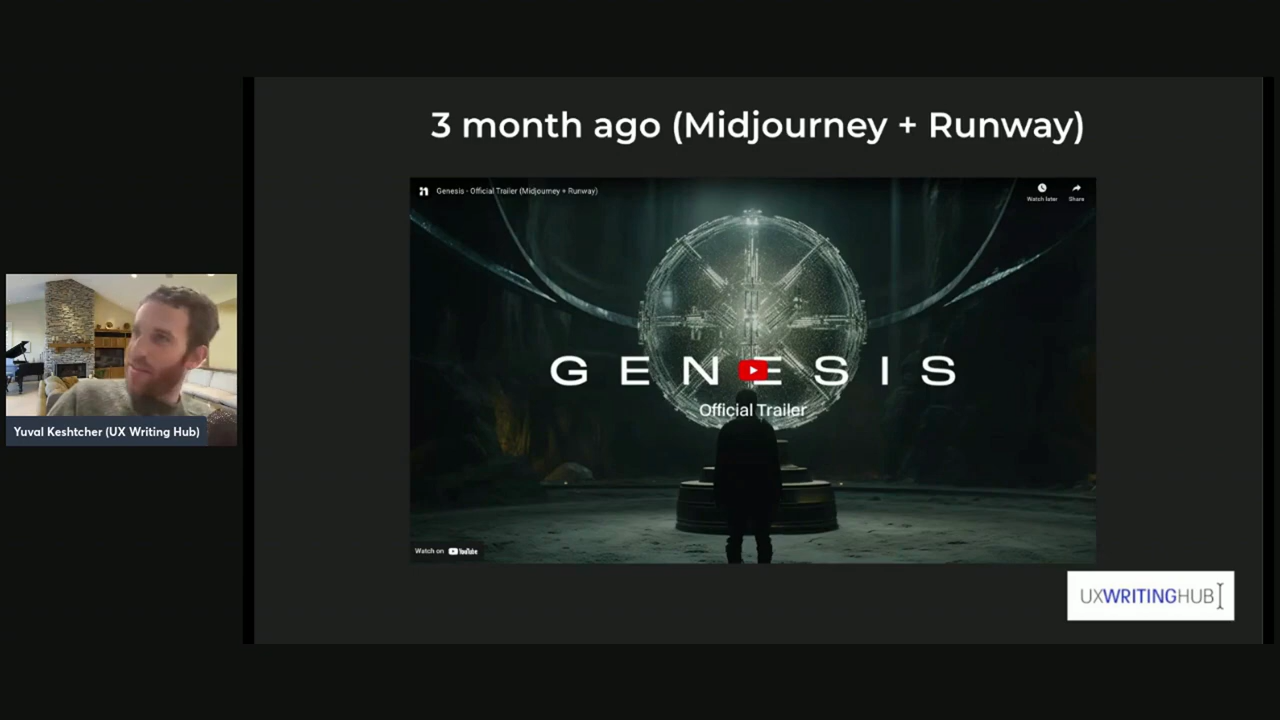 3 month ago (Midjourney + Runway)
Genesis - Official Trailer (Midjourney + Runway)
Watch later
Share
GENESIS
Official Trailer
Yuval Keshtcher (UX Writing Hub)
Watch on YouTube
UXWRITINGHUB